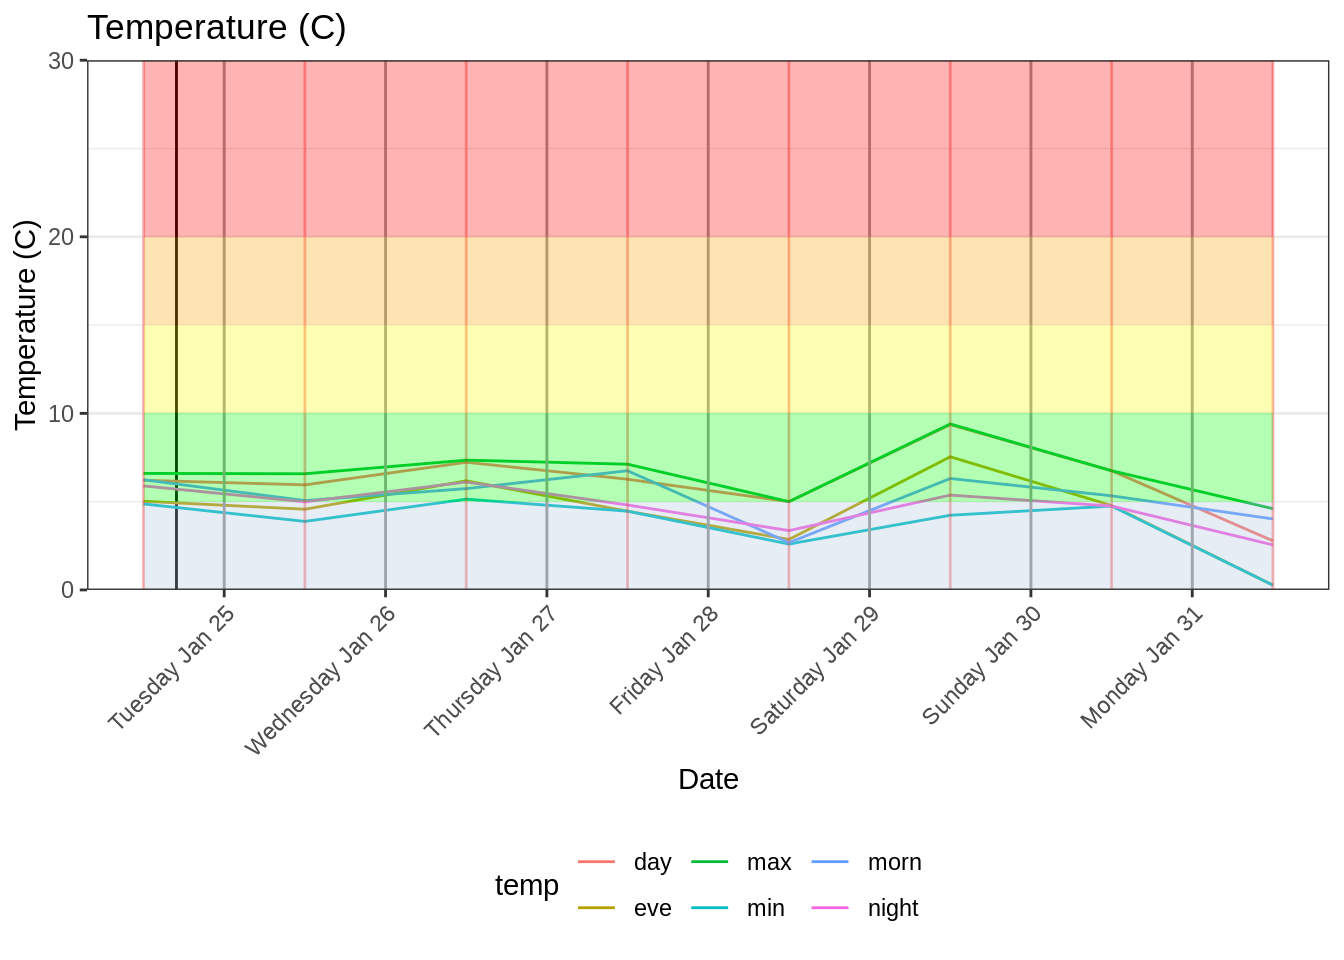 Temperature (C)
Temperature (C)
30
20
10
0
Tuesday Jan 25
Wednesday Jan 26
Thursday Jan 27
Friday Jan 28
Saturday Jan 29
Sunday Jan 30
Monday Jan 31
Date
temp
day max morn
eve min night